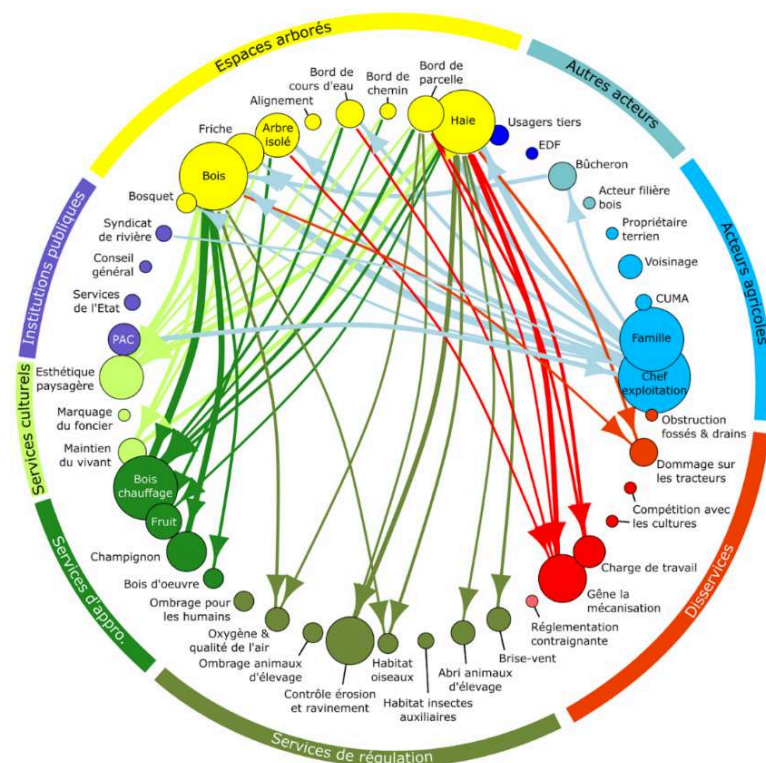 Espaces arborés
Autres acteurs
Acteurs agricoles
Disservices
Services de régulation
Services d'appro.
Services culturels
Institutions publiques
Bord de
cours d'eau
Bord de
chemin
Bord de
parcelle
Alignement
Arbre
isolé
Haie
Friche
Bois
Bosquet
Usagers tiers
EDF
Bûcheron
Acteur filière
bois
Propriétaire
terrien
Voisinage
CUMA
Famille
Chef
exploitation
Obstruction
fossés & drains
Dommage sur
les tracteurs
Compétition avec
les cultures
Charge de travail
Gêne la
mécanisation
Réglementation
contraignante
Brise-vent
Abri animaux
d'élevage
Habitat insectes
auxiliaires
Habitat
oiseaux
Contrôle érosion
et ravinement
Ombrage animaux
d'élevage
Oxygène &
qualité de l'air
Ombrage pour
les humains
Bois d'oeuvre
Champignon
Fruit
Bois
chauffage
Maintien
du vivant
Marquage
du foncier
Esthétique
paysagère
PAC
Services
de l'Etat
Conseil
général
Syndicat
de rivière